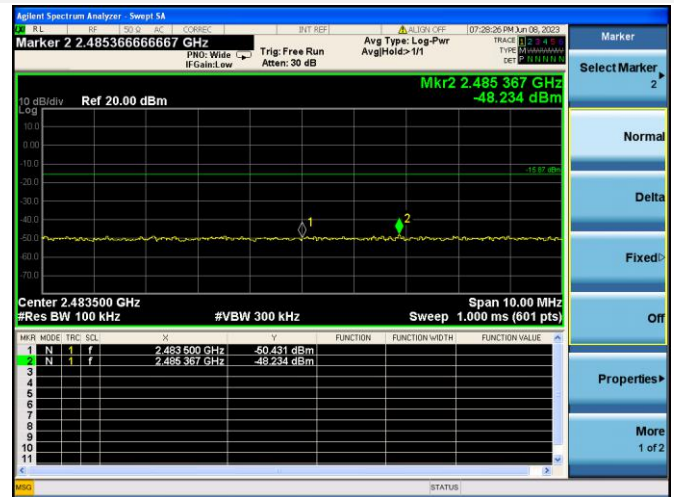 Agilent Spectrum Analyzer - Swept SA
RL RF 50 Ω AC CORREC INT REF ALIGN OFF 07:28:26 PM Jun 08, 2023
Marker 2 2.485366666667 GHz
PNO: Wide
IFGain:Low
Trig: Free Run
Atten: 30 dB
Avg Type: Log-Pwr
Avg|Hold:>1/1
TRACE 1 2 3 4 5 6
TYPE
DET P N N N N N
Mkr2 2.485 367 GHz
-48.234 dBm
10 dB/div Ref 20.00 dBm
Log
10.0
0.00
-10.0
-15.87 dBm
-20.0
-30.0
-40.0
1
2
-50.0
-60.0
-70.0
Center 2.483500 GHz Span 10.00 MHz
#Res BW 100 kHz #VBW 300 kHz Sweep 1.000 ms (601 pts)
MKR MODE TRC SCL X Y FUNCTION FUNCTION WIDTH FUNCTION VALUE
1 N 1 f 2.483 500 GHz -50.431 dBm
2 N 1 f 2.485 367 GHz -48.234 dBm
3
4
5
6
7
8
9
10
11
MSG STATUS
Marker
Select Marker
2
Normal
Delta
Fixed
Off
Properties
More
1 of 2